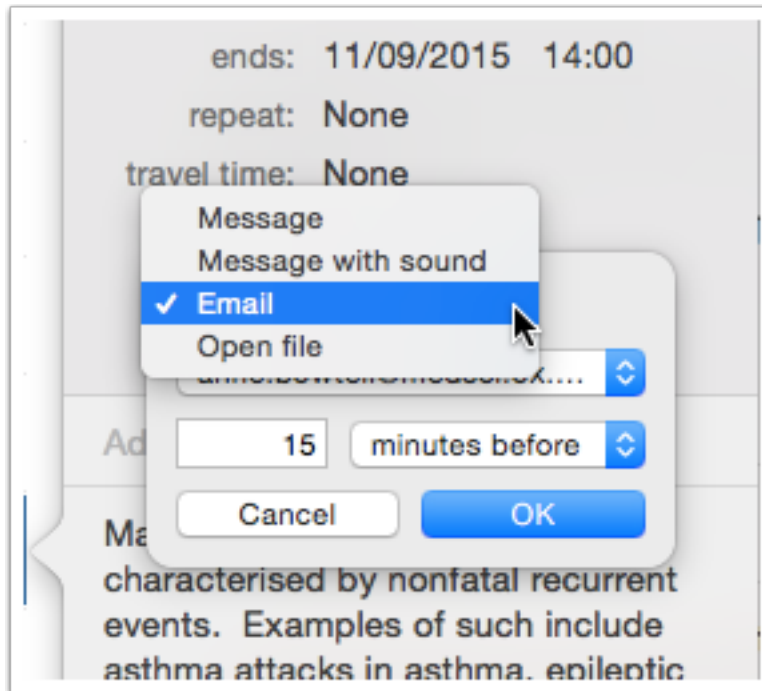 ends: 11/09/2015 14:00
repeat: None
travel time: None
Message
Message with sound
✓ Email
Open file
15 minutes before
Cancel OK
Ad
Ma
characterised by nonfatal recurrent
events. Examples of such include
asthma attacks in asthma, epileptic